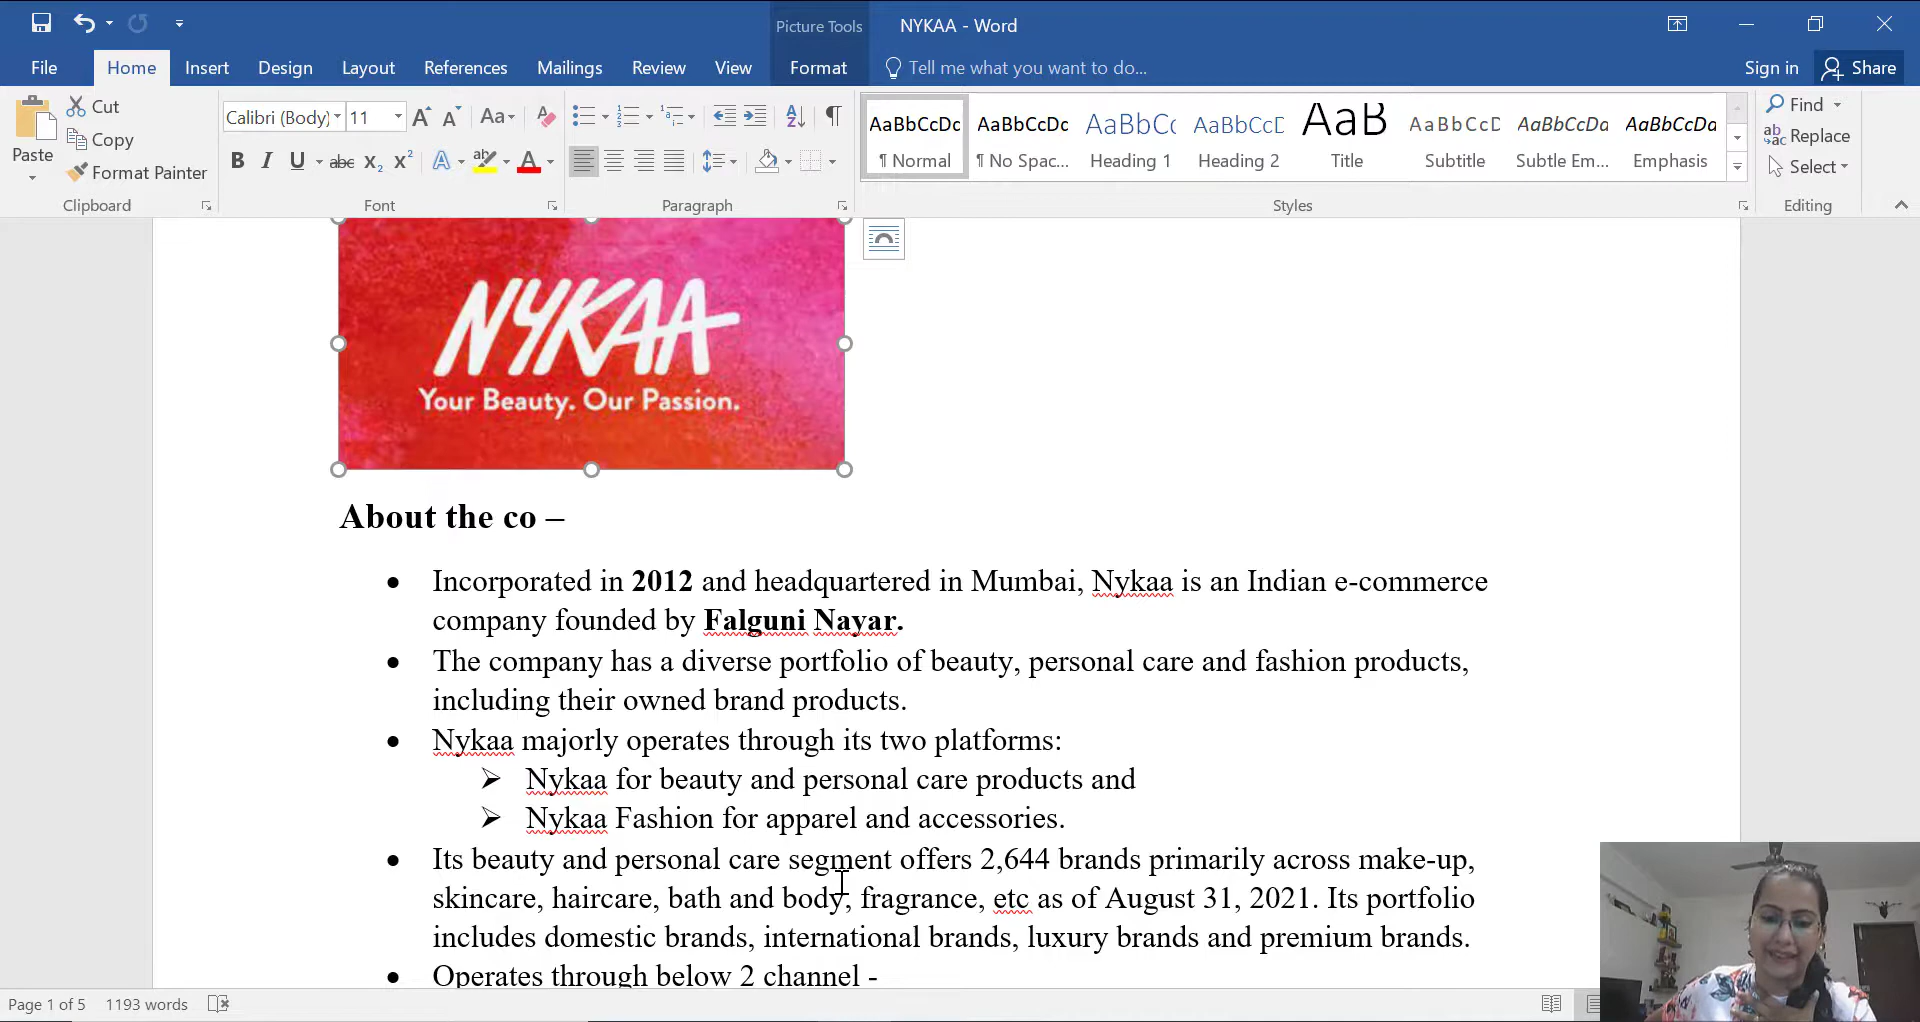 Picture Tools
NYKAA - Word
File Home Insert Design Layout References Mailings Review View Format Tell me what you want to do... Sign in Share
Paste
Cut
Copy
Format Painter
Clipboard
Calibri (Body) 11
Font
Paragraph
AaBbCcDc AaBbCcDc AaBbCc AaBbCcD AaB AaBbCcD AaBbCcDa AaBbCcDa
¶ Normal ¶ No Spac... Heading 1 Heading 2 Title Subtitle Subtle Em... Emphasis
Styles
Find
Replace
Select
Editing
NYKAA
Your Beauty. Our Passion.
About the co –
• Incorporated in 2012 and headquartered in Mumbai, Nykaa is an Indian e-commerce
company founded by Falguni Nayar.
• The company has a diverse portfolio of beauty, personal care and fashion products,
including their owned brand products.
• Nykaa majorly operates through its two platforms:
➢ Nykaa for beauty and personal care products and
➢ Nykaa Fashion for apparel and accessories.
• Its beauty and personal care segment offers 2,644 brands primarily across make-up,
skincare, haircare, bath and body, fragrance, etc as of August 31, 2021. Its portfolio
includes domestic brands, international brands, luxury brands and premium brands.
• Operates through below 2 channel -
Page 1 of 5 1193 words